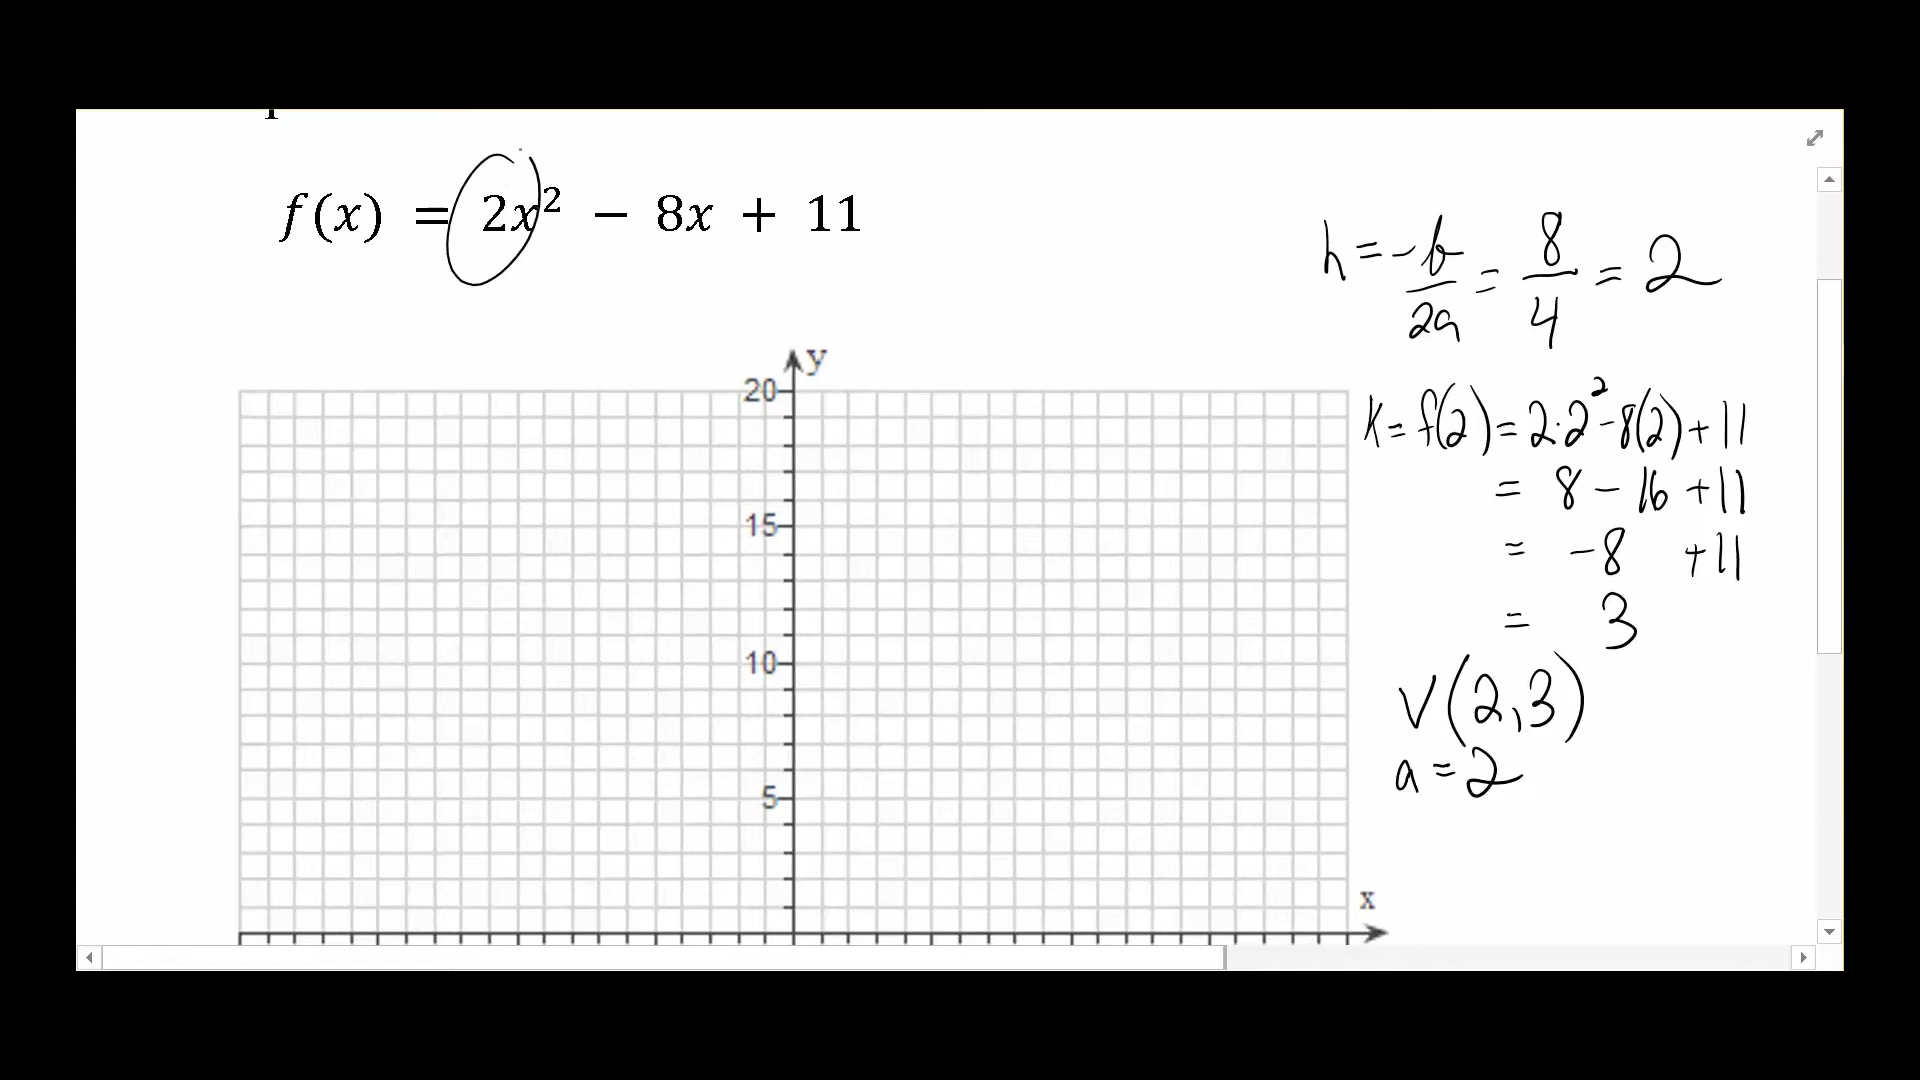 f(x) = 2x² − 8x + 11
h = -b/2a = 8/4 = 2
y
20
K = f(2) = 2·2² - 8(2) + 11
= 8 - 16 + 11
15
= -8 + 11
= 3
10
V(2,3)
a = 2
5
x